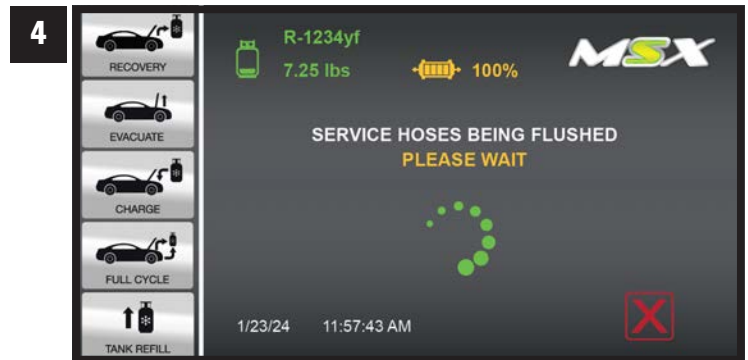 4
RECOVERY
EVACUATE
CHARGE
FULL CYCLE
TANK REFILL
R-1234yf
7.25 lbs
100%
MSX
SERVICE HOSES BEING FLUSHED
PLEASE WAIT
1/23/24 11:57:43 AM
X